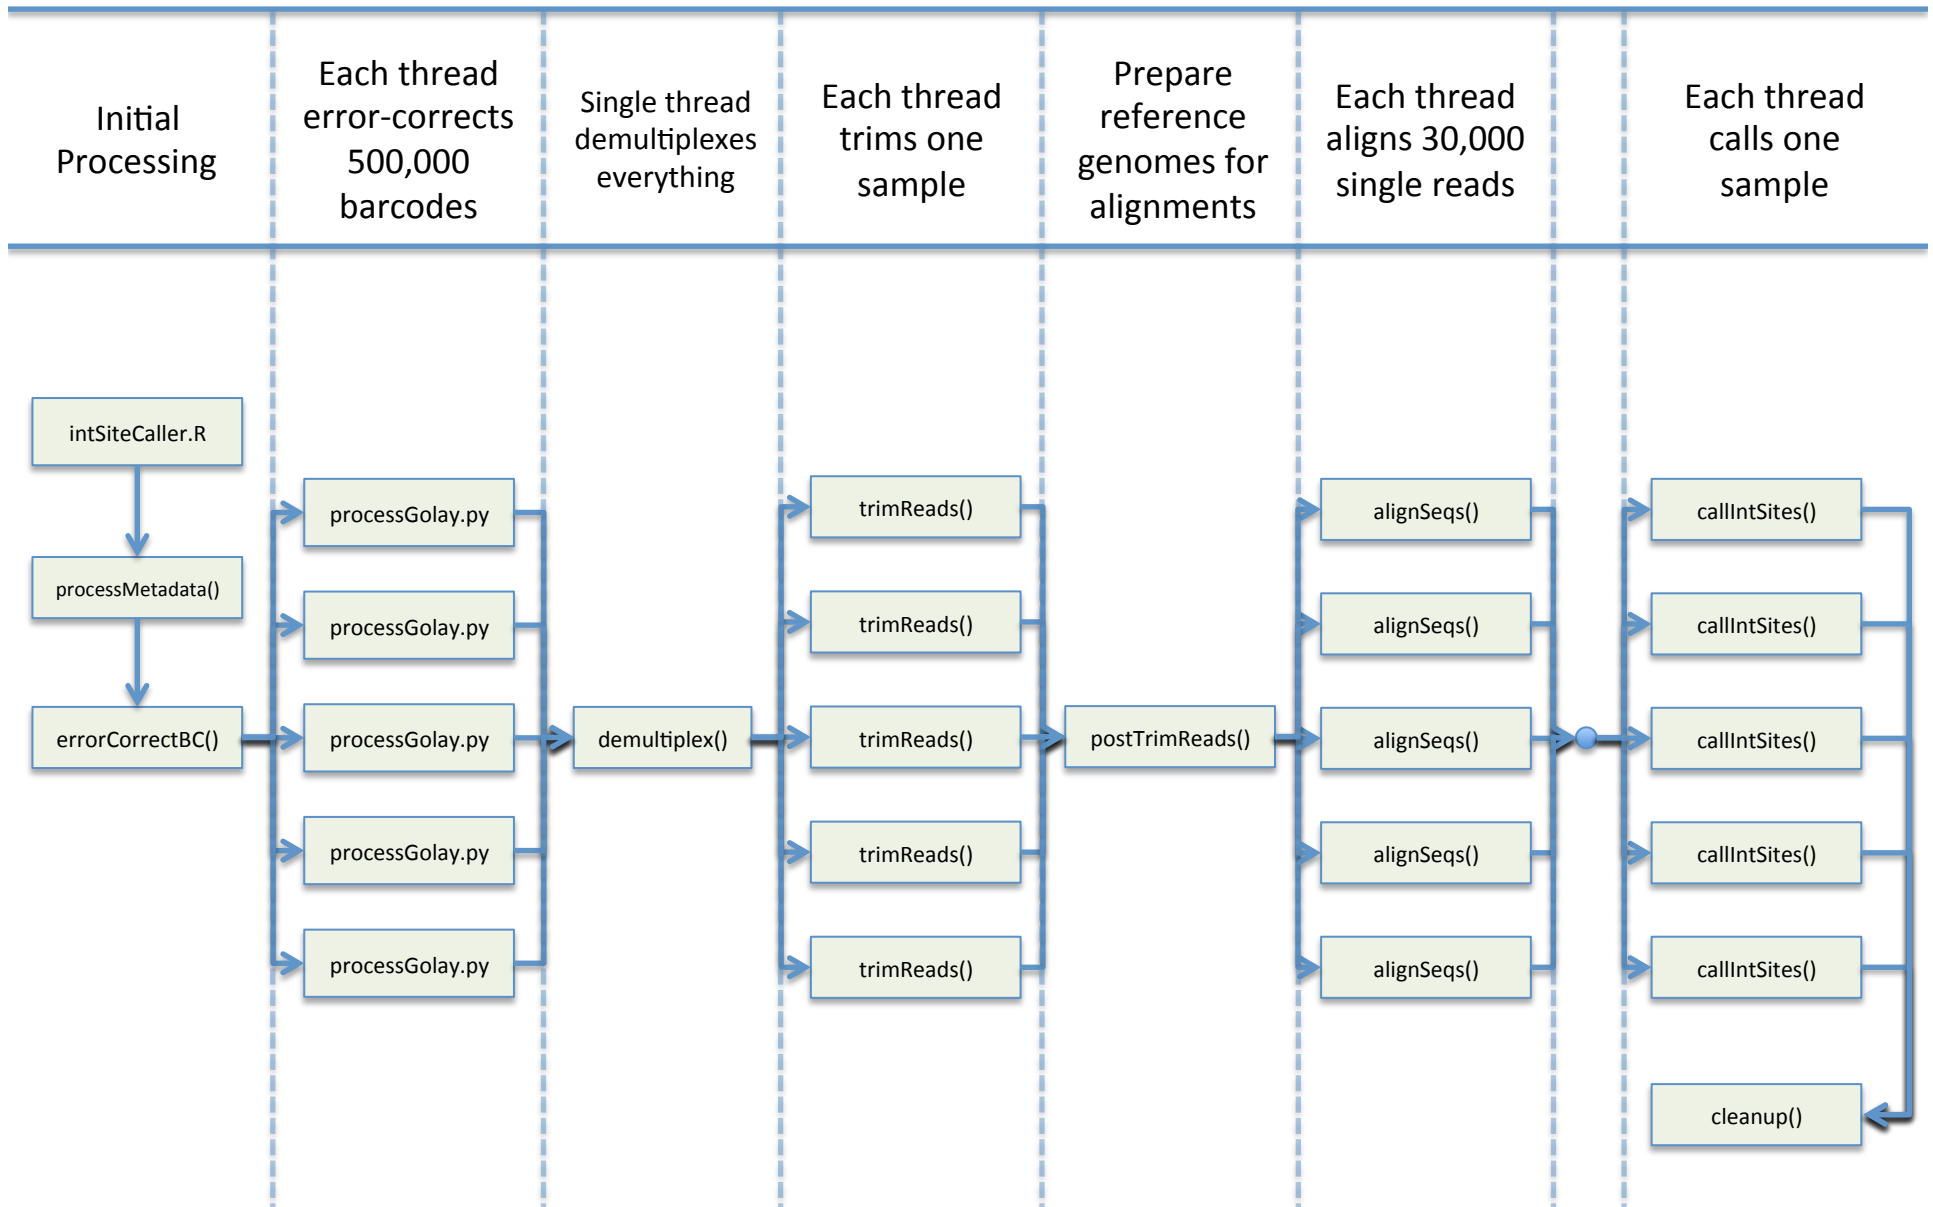 Initial
Processing
Each thread
error-corrects
500,000
barcodes
Single thread
demultiplexes
everything
Each thread
trims one
sample
Prepare
reference
genomes for
alignments
Each thread
aligns 30,000
single reads
Each thread
calls one
sample
intSiteCaller.R
processMetadata()
errorCorrectBC()
processGolay.py
processGolay.py
processGolay.py
processGolay.py
processGolay.py
demultiplex()
trimReads()
trimReads()
trimReads()
trimReads()
trimReads()
postTrimReads()
alignSeqs()
alignSeqs()
alignSeqs()
alignSeqs()
alignSeqs()
callIntSites()
callIntSites()
callIntSites()
callIntSites()
callIntSites()
cleanup()